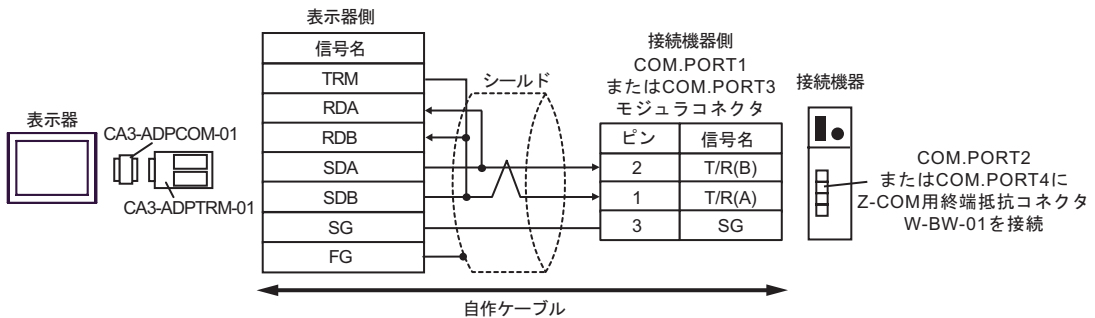 表示器
CA3-ADPCOM-01
CA3-ADPTRM-01
表示器側
信号名
TRM
RDA
RDB
SDA
SDB
SG
FG
シールド
接続機器側
COM.PORT1
またはCOM.PORT3
モジュラコネクタ
ピン 信号名
2 T/R(B)
1 T/R(A)
3 SG
接続機器
COM.PORT2
またはCOM.PORT4に
Z-COM用終端抵抗コネクタ
W-BW-01を接続
自作ケーブル